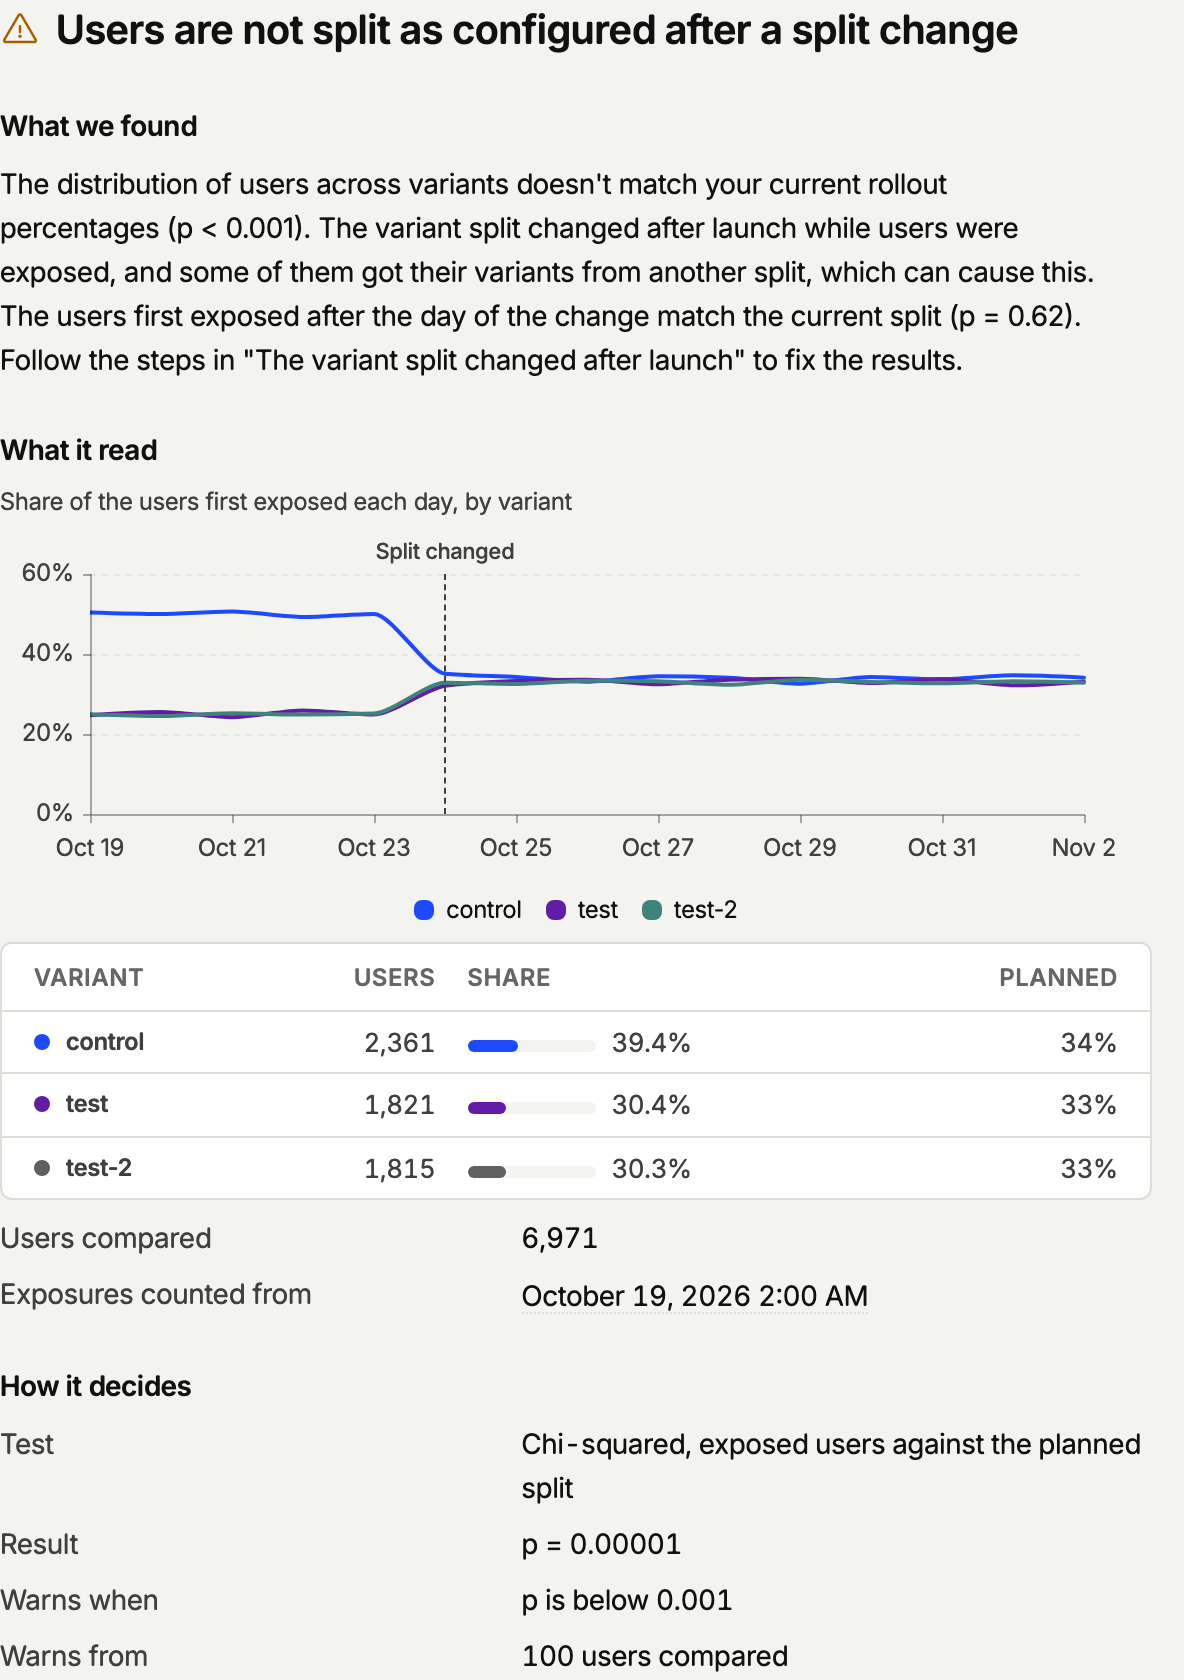 Users are not split as configured after a split change
What we found
The distribution of users across variants doesn't match your current rollout
percentages (p < 0.001). The variant split changed after launch while users were
exposed, and some of them got their variants from another split, which can cause this.
The users first exposed after the day of the change match the current split (p = 0.62).
Follow the steps in "The variant split changed after launch" to fix the results.
What it read
Share of the users first exposed each day, by variant
Split changed
60%
40%
20%
0%
Oct 19 Oct 21 Oct 23 Oct 25 Oct 27 Oct 29 Oct 31 Nov 2
control test test-2
VARIANT USERS SHARE PLANNED
control 2,361 39.4% 34%
test 1,821 30.4% 33%
test-2 1,815 30.3% 33%
Users compared 6,971
Exposures counted from October 19, 2026 2:00 AM
How it decides
Test Chi-squared, exposed users against the planned
split
Result p = 0.00001
Warns when p is below 0.001
Warns from 100 users compared